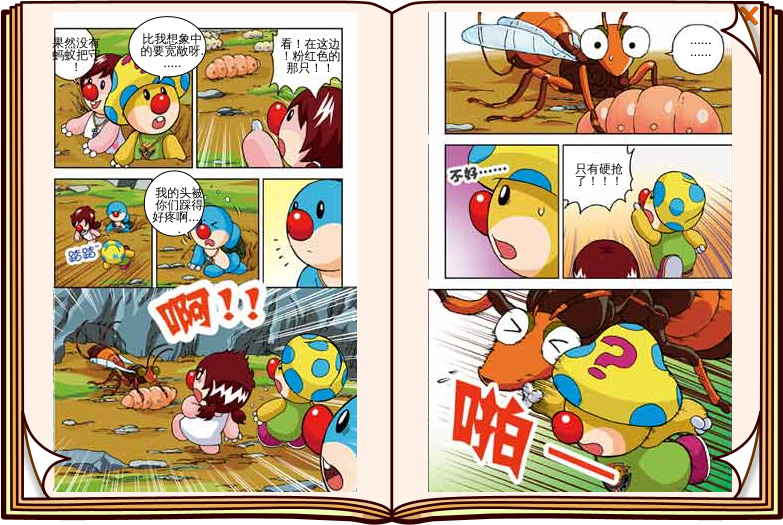 果然没有
蚂蚁把守
！
比我想象中
的要宽敞呀.
.....
看！在这边
！粉红色的
那只！！
踏踏
我的头被
你们踩得
好疼啊.....
.
啊！！
......
......
不好……
只有硬抢
了！！！
?
啪一